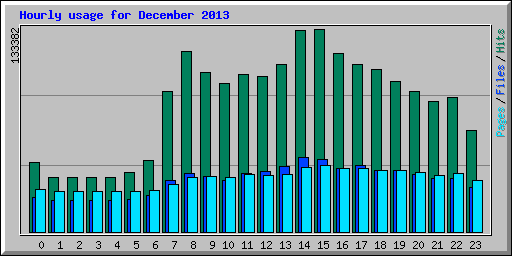 Hourly usage for December 2013
133382
Pages/Files/Hits
0 1 2 3 4 5 6 7 8 9 10 11 12 13 14 15 16 17 18 19 20 21 22 23